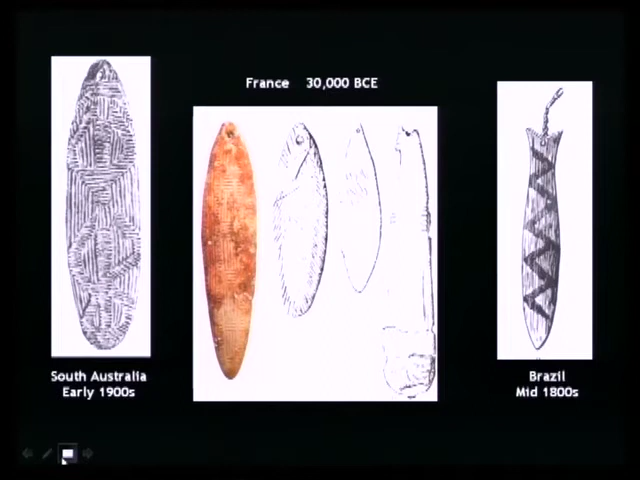 France 30,000 BCE
South Australia
Early 1900s
Brazil
Mid 1800s